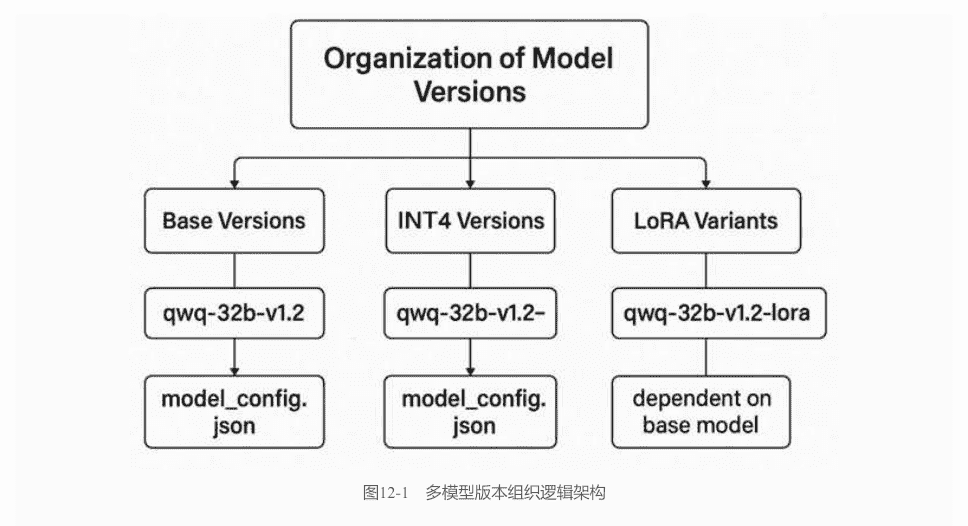 Organization of Model
Versions
Base Versions
INT4 Versions
LoRA Variants
qwq-32b-v1.2
qwq-32b-v1.2-
qwq-32b-v1.2-lora
model_config.
json
model_config.
json
dependent on
base model
图12-1 多模型版本组织逻辑架构